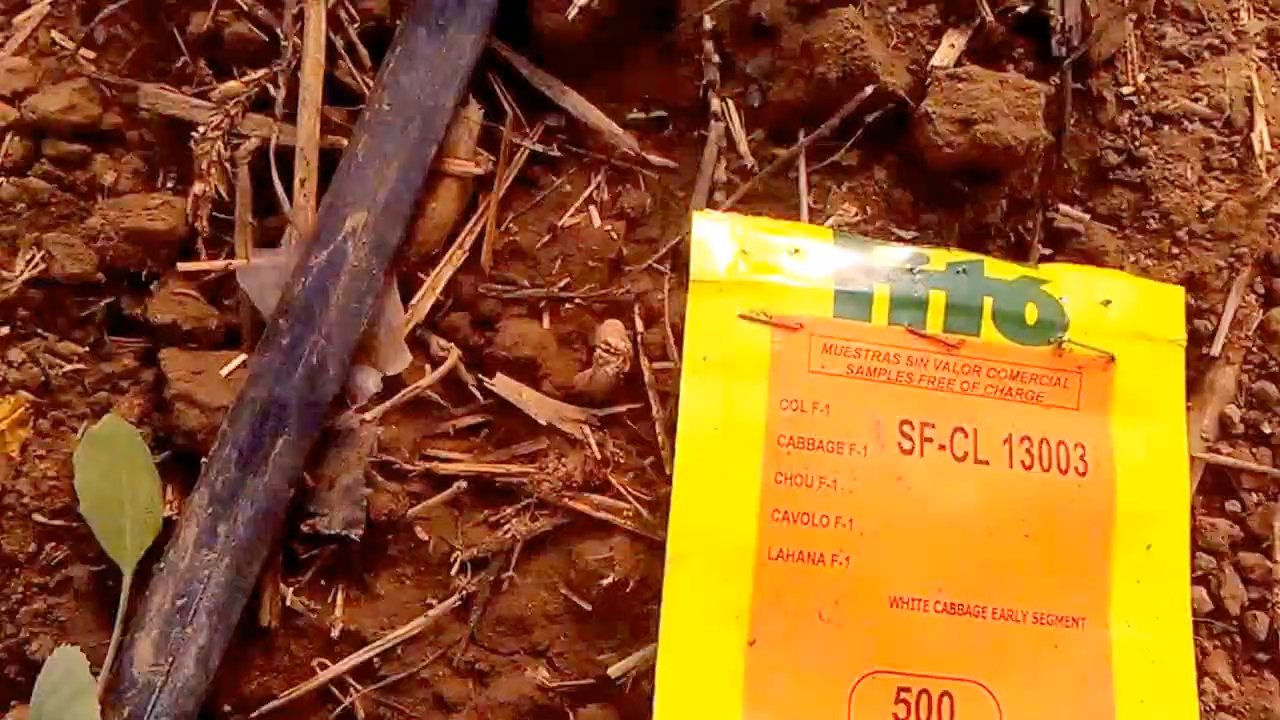 fitó
MUESTRAS SIN VALOR COMERCIAL
SAMPLES FREE OF CHARGE
COL F-1
CABBAGE F-1
SF-CL 13003
CHOU F-1
CAVOLO F-1
LAHANA F-1
WHITE CABBAGE EARLY SEGMENT
500